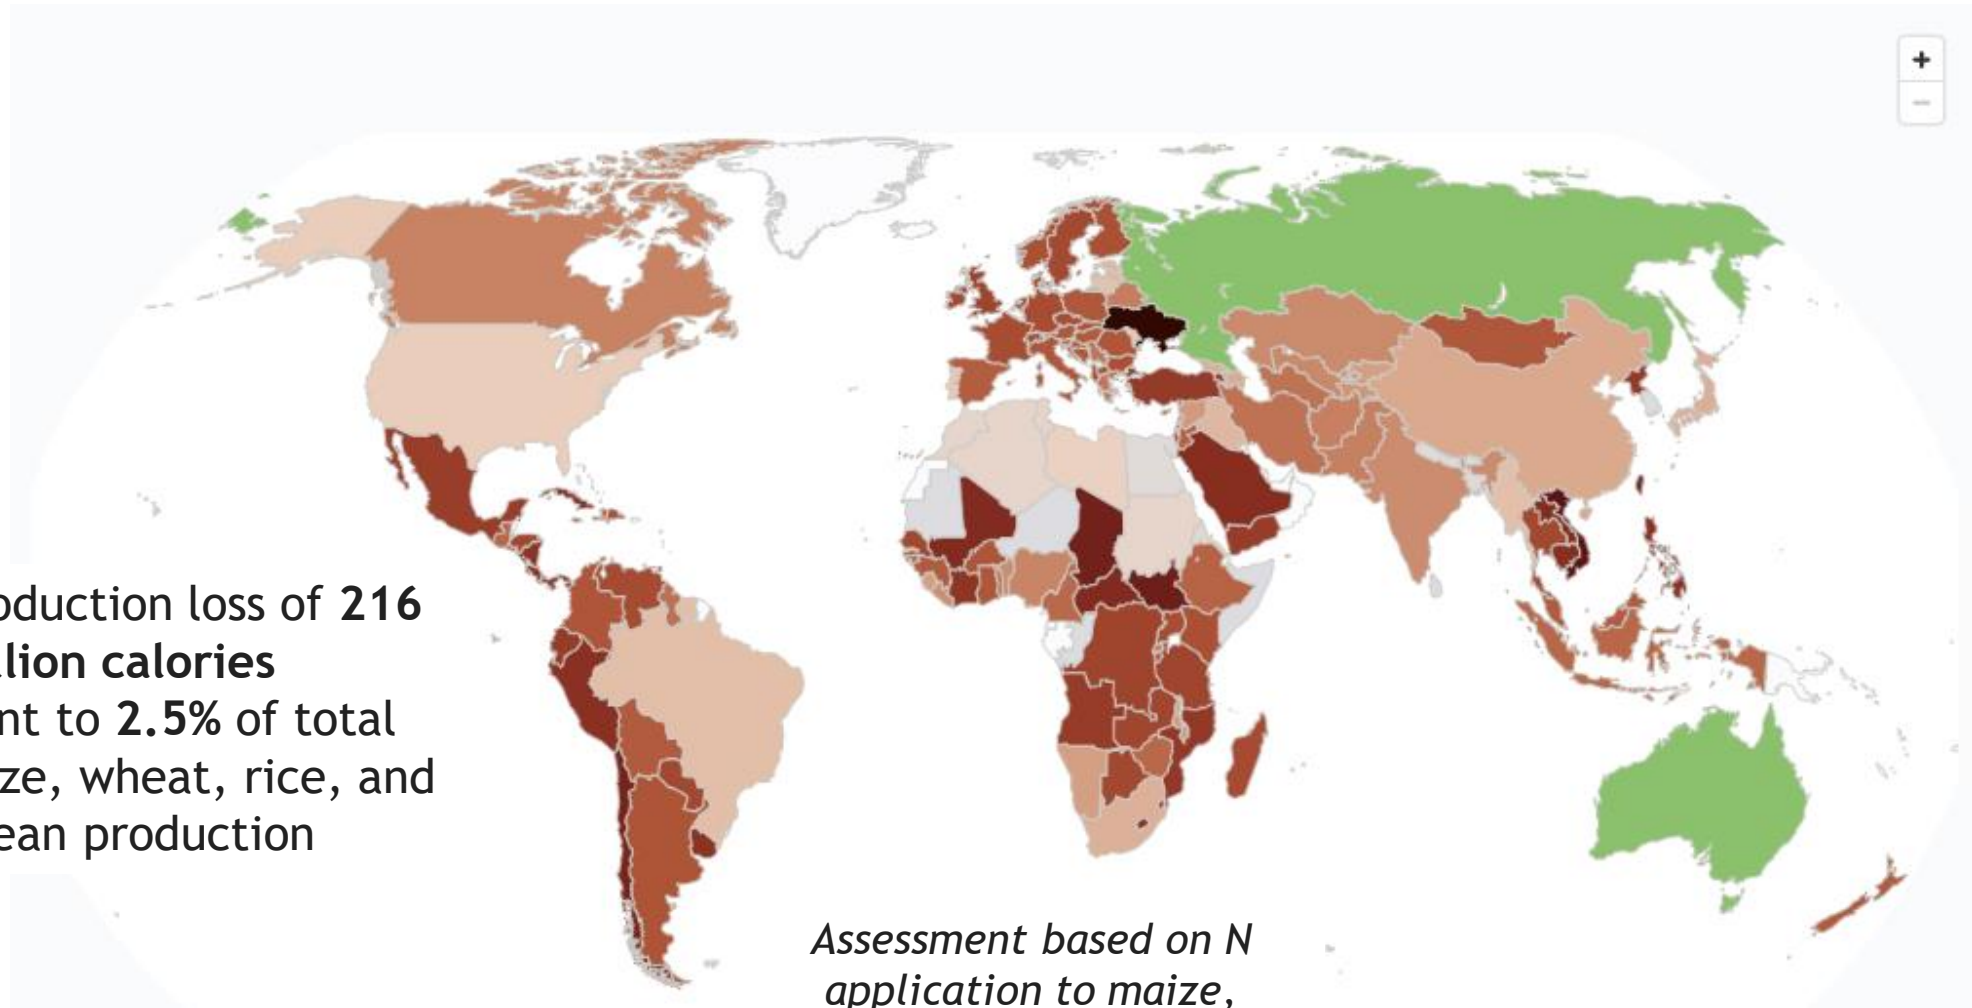 +
−
oduction loss of 216
lion calories
nt to 2.5% of total
ze, wheat, rice, and
ean production
Assessment based on N
application to maize,